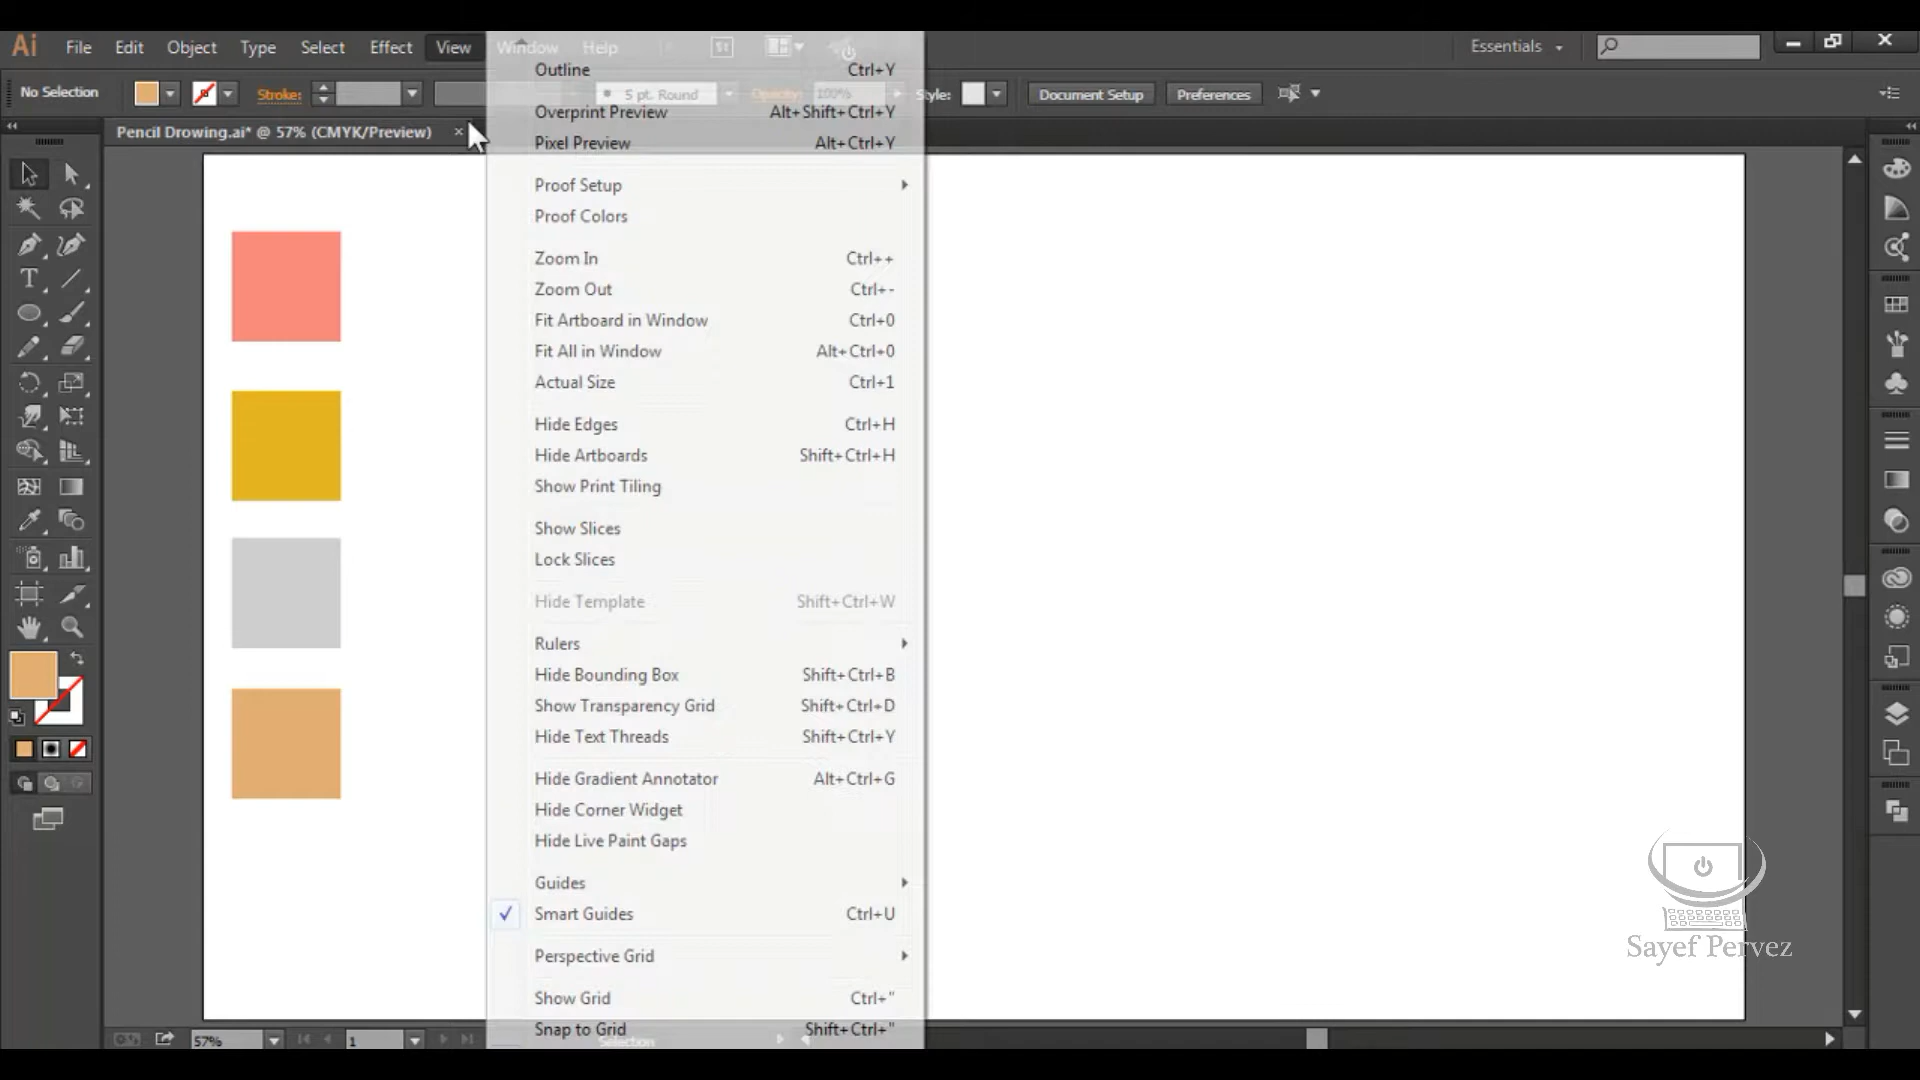 Ai File Edit Object Type Select Effect View Window Help St
No Selection Stroke: 5 pt. Round Opacity: 100% Style: Document Setup Preferences Essentials
Pencil Drowing.ai* @ 57% (CMYK/Preview) ×
Outline Ctrl+Y
Overprint Preview Alt+Shift+Ctrl+Y
Pixel Preview Alt+Ctrl+Y
Proof Setup
Proof Colors
Zoom In Ctrl++
Zoom Out Ctrl+-
Fit Artboard in Window Ctrl+0
Fit All in Window Alt+Ctrl+0
Actual Size Ctrl+1
Hide Edges Ctrl+H
Hide Artboards Shift+Ctrl+H
Show Print Tiling
Show Slices
Lock Slices
Hide Template Shift+Ctrl+W
Rulers
Hide Bounding Box Shift+Ctrl+B
Show Transparency Grid Shift+Ctrl+D
Hide Text Threads Shift+Ctrl+Y
Hide Gradient Annotator Alt+Ctrl+G
Hide Corner Widget
Hide Live Paint Gaps
Guides
Smart Guides Ctrl+U
Perspective Grid
Show Grid Ctrl+"
Snap to Grid Shift+Ctrl+"
57% 1 Selection
Sayef Pervez